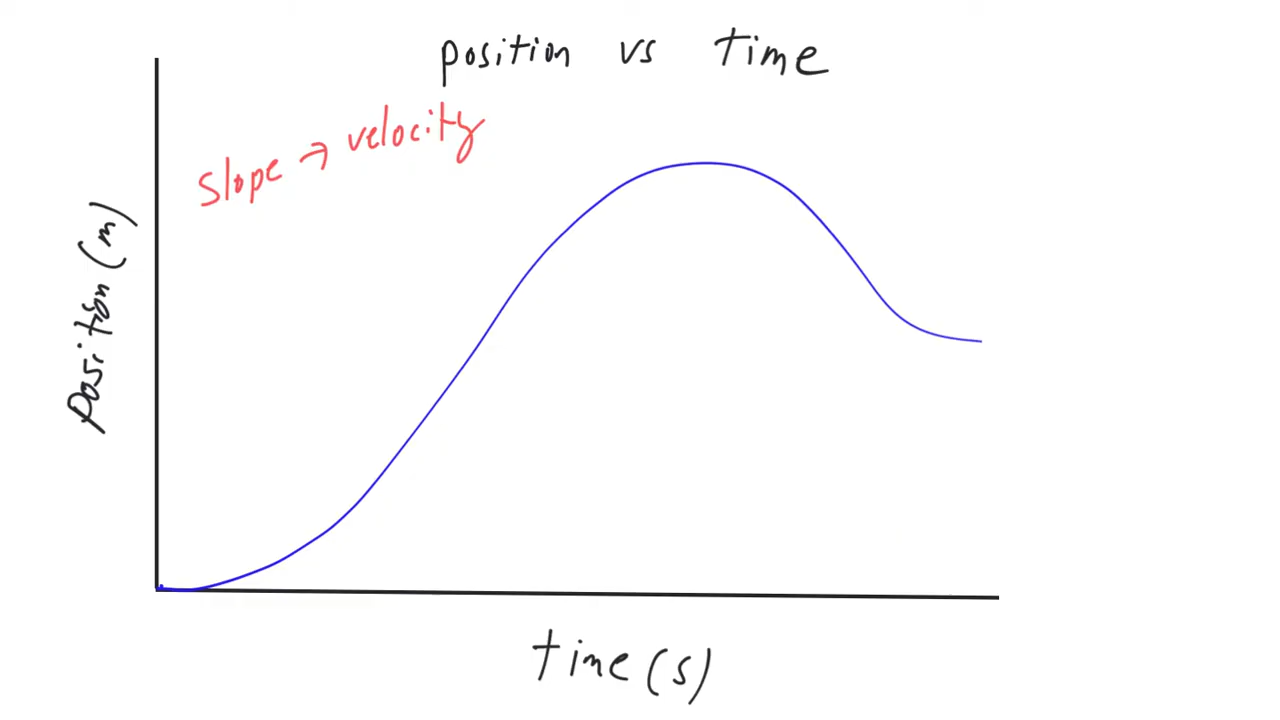 position vs time
slope → velocity
Position (m)
time (s)